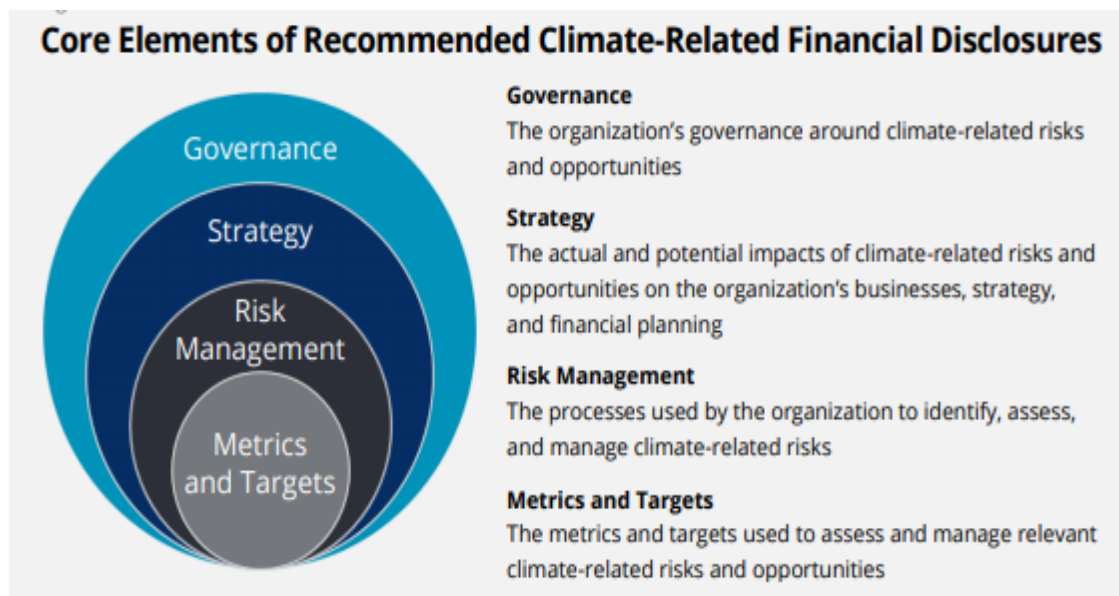 Core Elements of Recommended Climate-Related Financial Disclosures
Governance
Strategy
Risk
Management
Metrics
and Targets
Governance
The organization's governance around climate-related risks
and opportunities
Strategy
The actual and potential impacts of climate-related risks and
opportunities on the organization's businesses, strategy,
and financial planning
Risk Management
The processes used by the organization to identify, assess,
and manage climate-related risks
Metrics and Targets
The metrics and targets used to assess and manage relevant
climate-related risks and opportunities